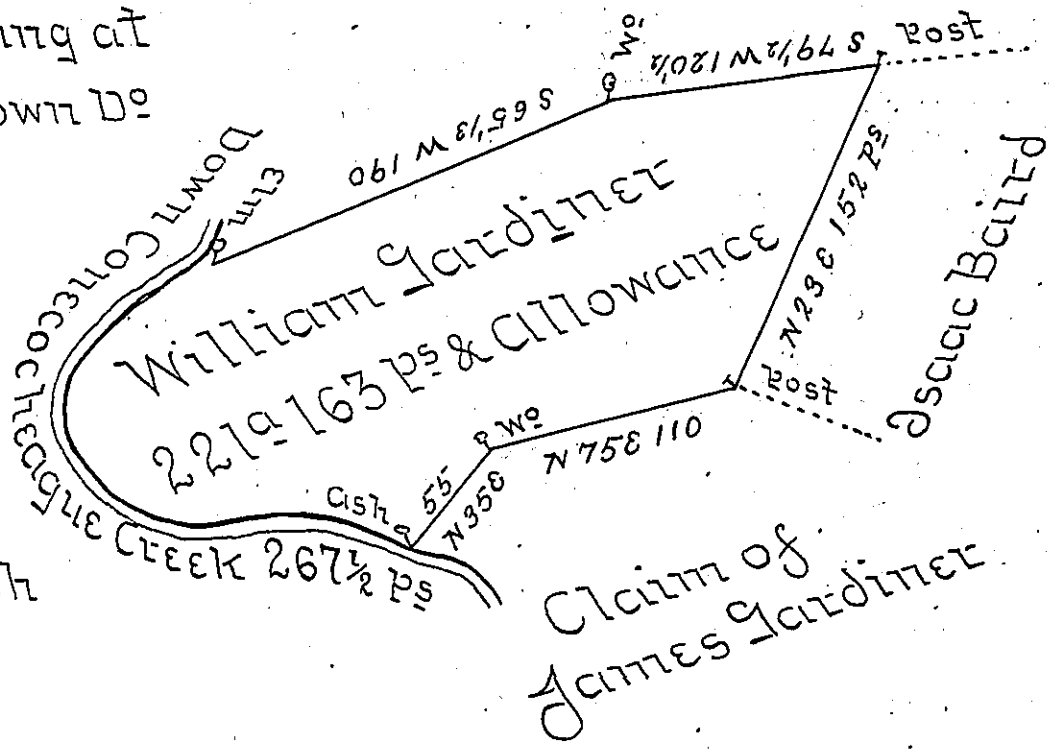 ing at
own Dº
Wº
S 79½ W 120½
Post
S 65⅓ W 190
Elm
Down Conecocheague Creek 267½ Ps
William Gardiner
221ª 163 Ps & Allowance
N 23 E 152 Ps
Isaac Baird
Post
Wº
N 75 E 110
Ash
55
N 35 E
h
Claim of
James Gardiner